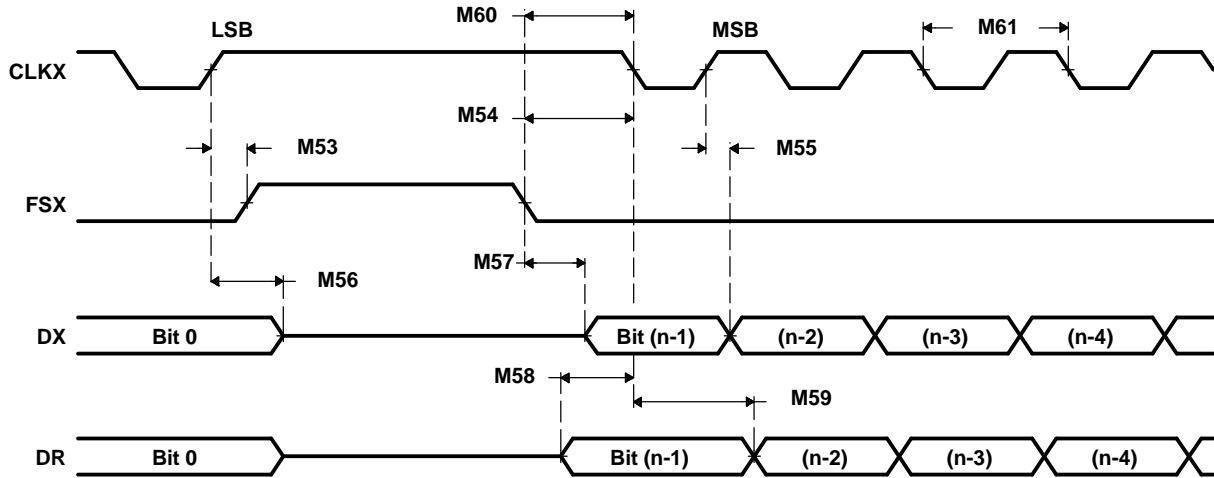 LSB
M60
MSB
M61
CLKX
M54
M53
M55
FSX
M56
M57
DX
Bit 0
Bit (n-1)
(n-2)
(n-3)
(n-4)
M58
M59
DR
Bit 0
Bit (n-1)
(n-2)
(n-3)
(n-4)